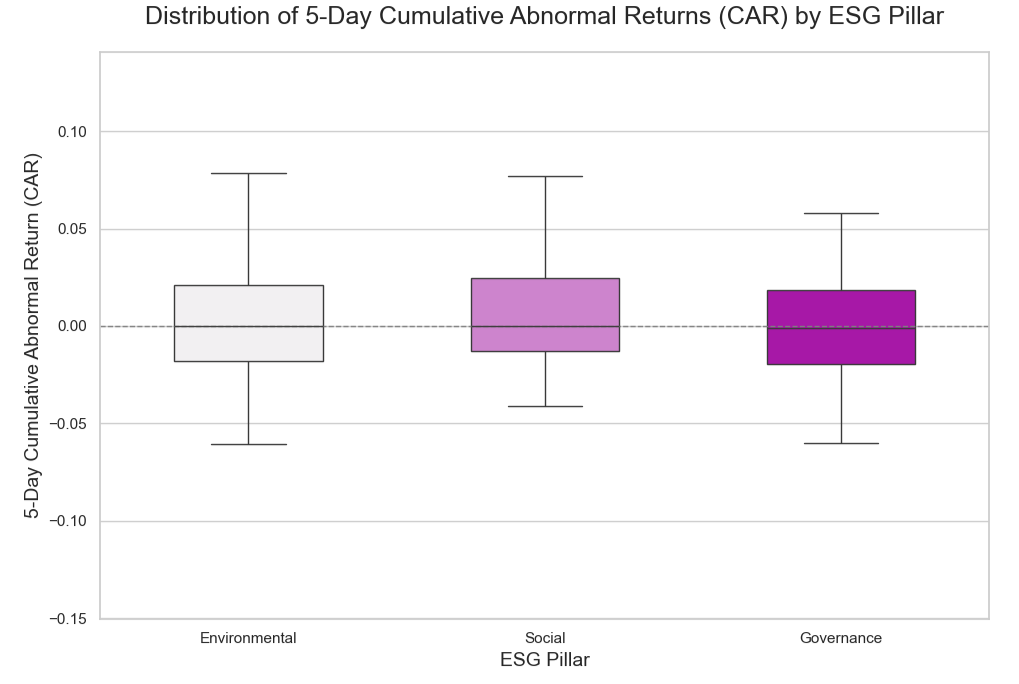 Distribution of 5-Day Cumulative Abnormal Returns (CAR) by ESG Pillar
5-Day Cumulative Abnormal Return (CAR)
0.10
0.05
0.00
−0.05
−0.10
−0.15
Environmental
Social
Governance
ESG Pillar